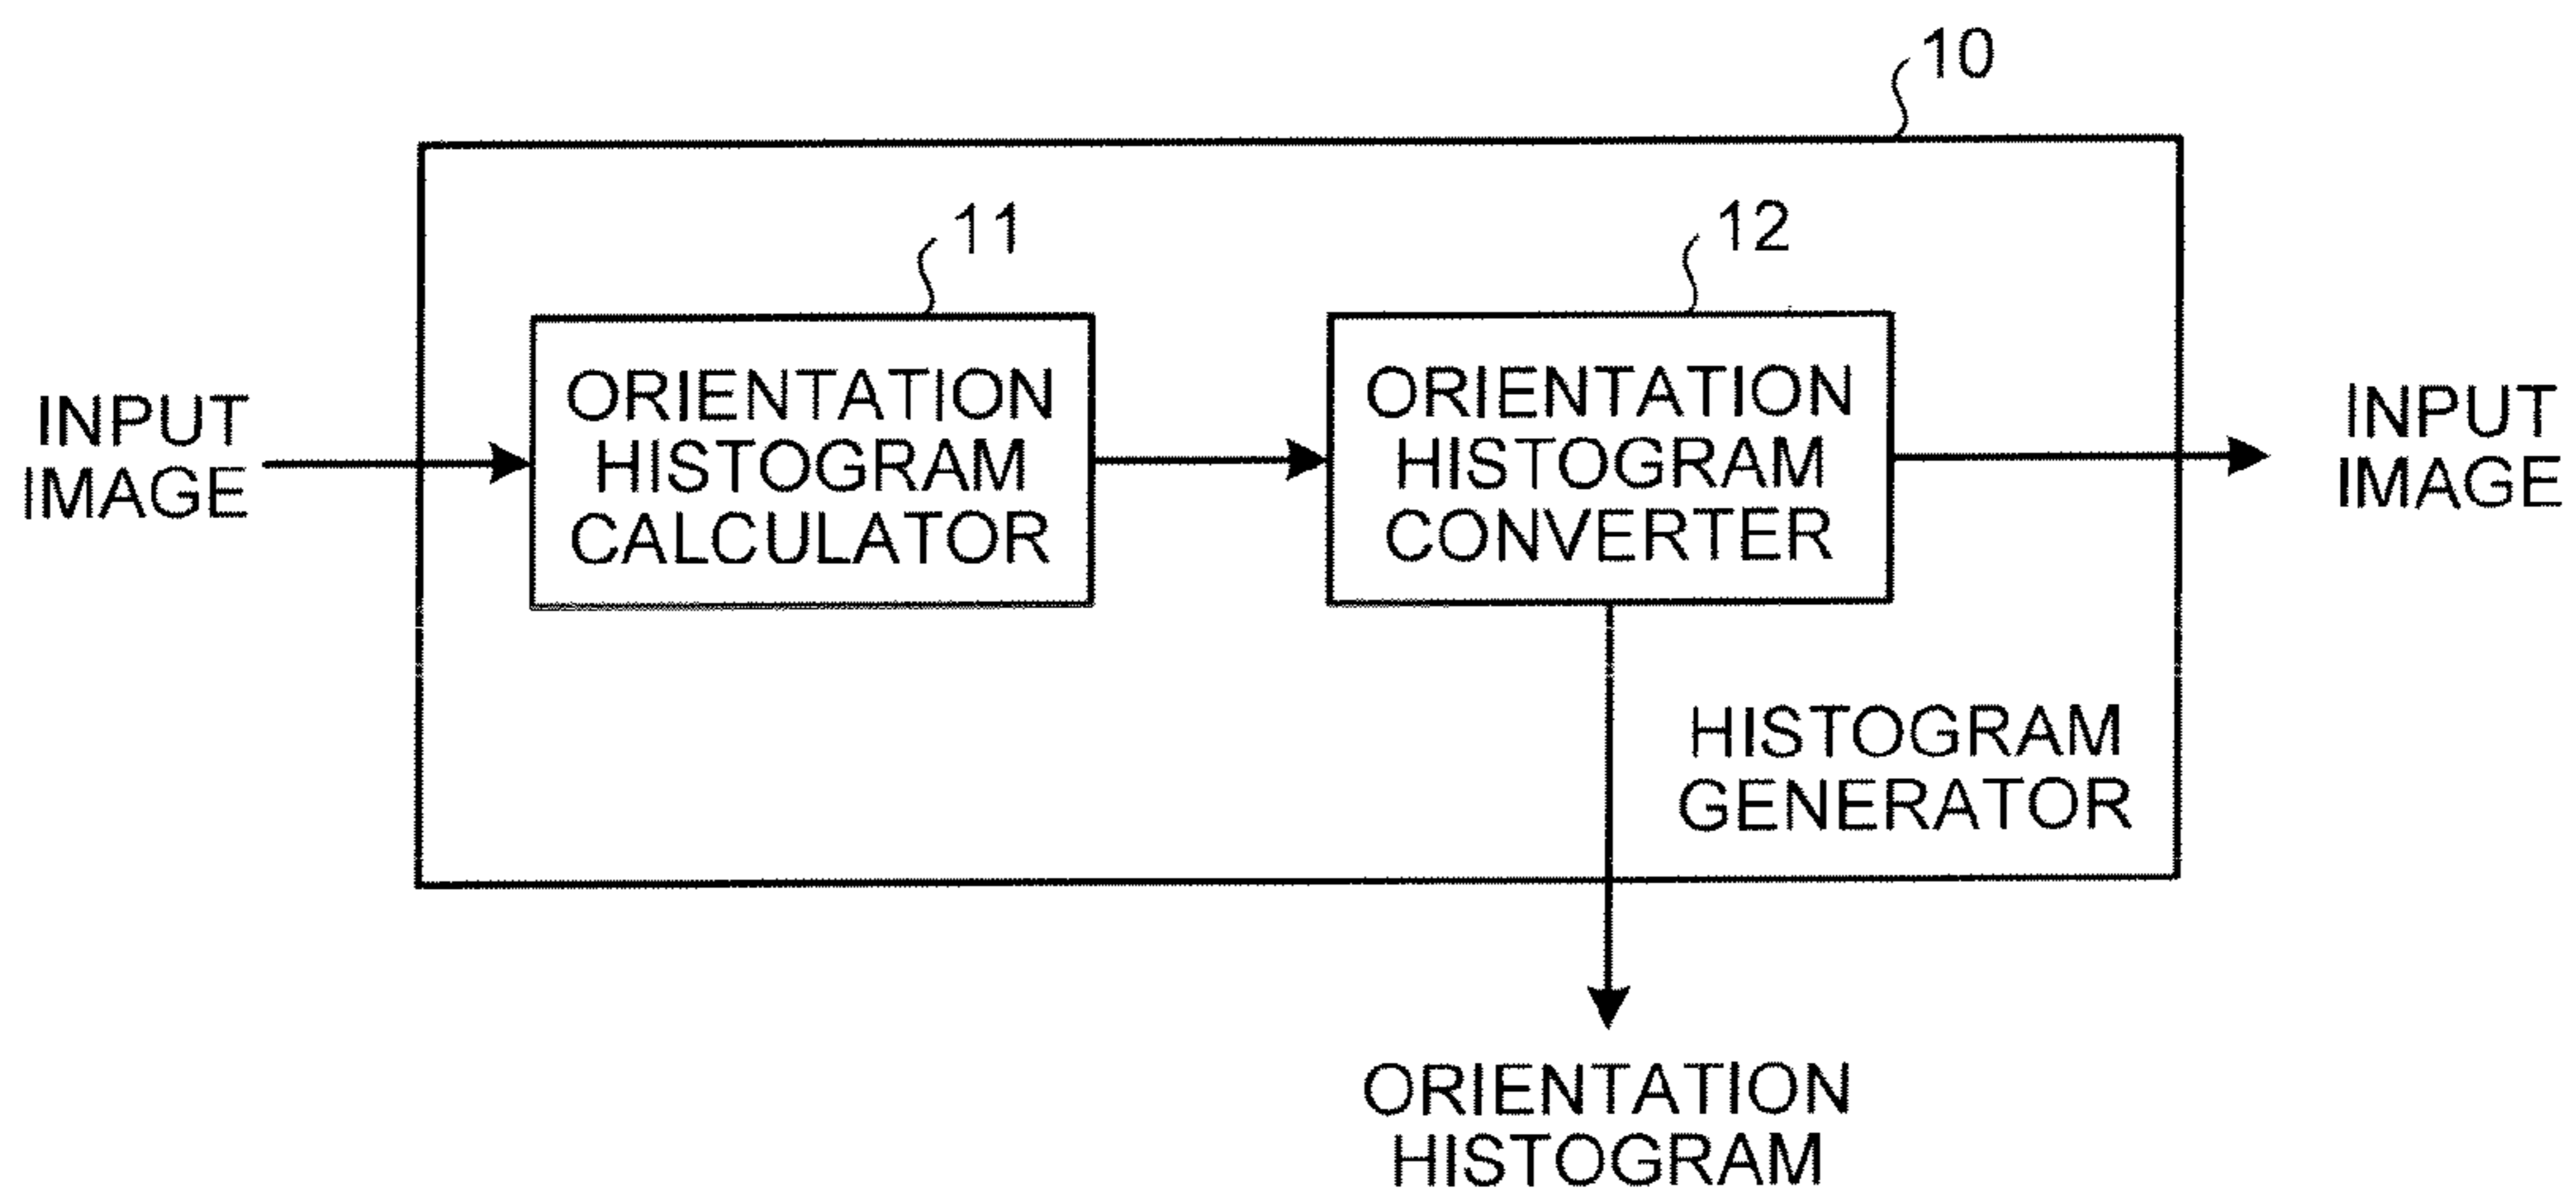 10
11
12
INPUT
IMAGE
ORIENTATION
HISTOGRAM
CALCULATOR
ORIENTATION
HISTOGRAM
CONVERTER
INPUT
IMAGE
HISTOGRAM
GENERATOR
ORIENTATION
HISTOGRAM